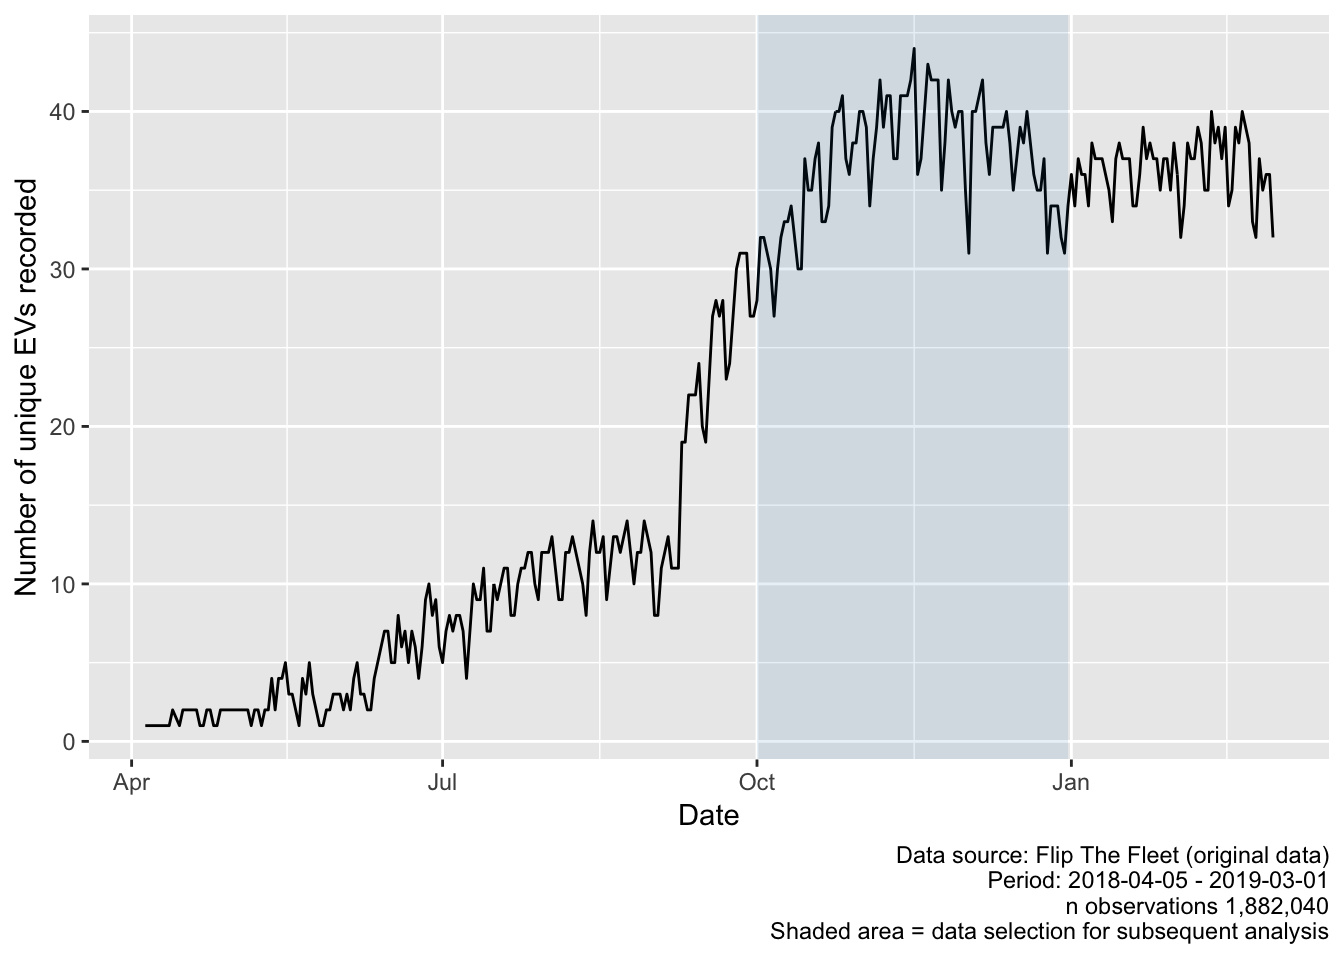 Number of unique EVs recorded
40
30
20
10
0
Apr Jul Oct Jan
Date
Data source: Flip The Fleet (original data)
Period: 2018-04-05 - 2019-03-01
n observations 1,882,040
Shaded area = data selection for subsequent analysis